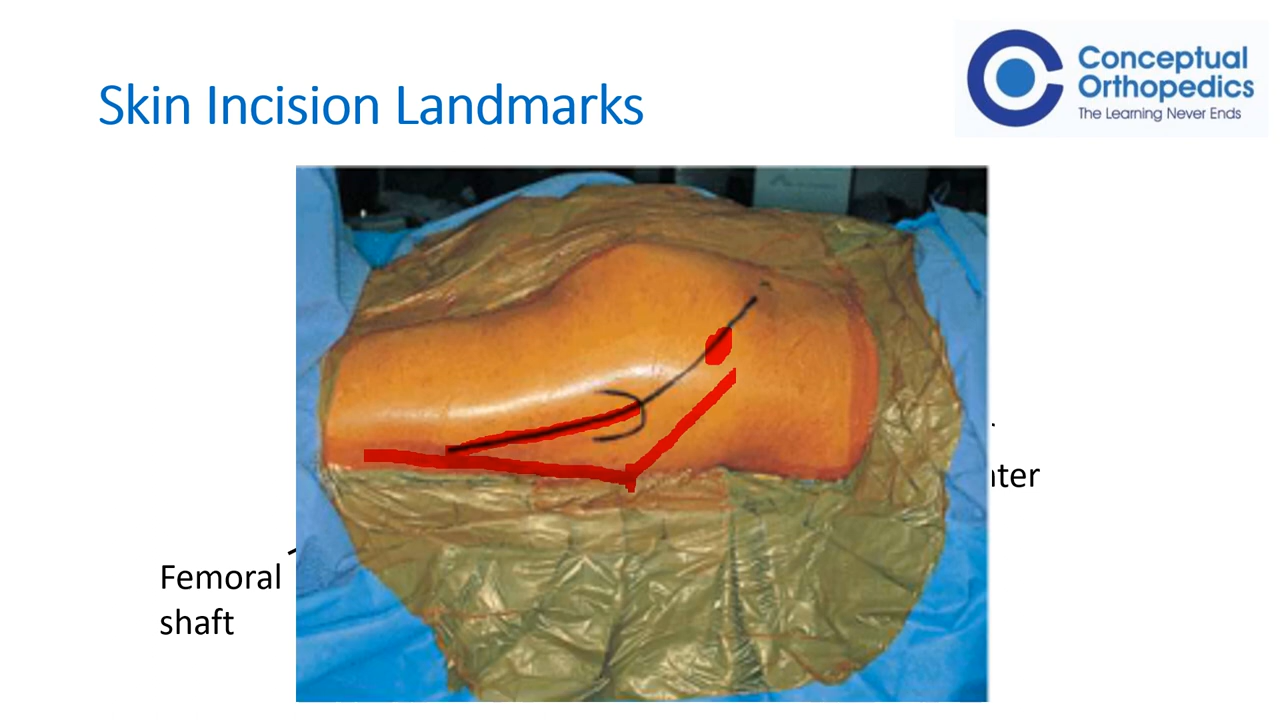 Skin Incision Landmarks
Conceptual
Orthopedics
The Learning Never Ends
Femoral
shaft